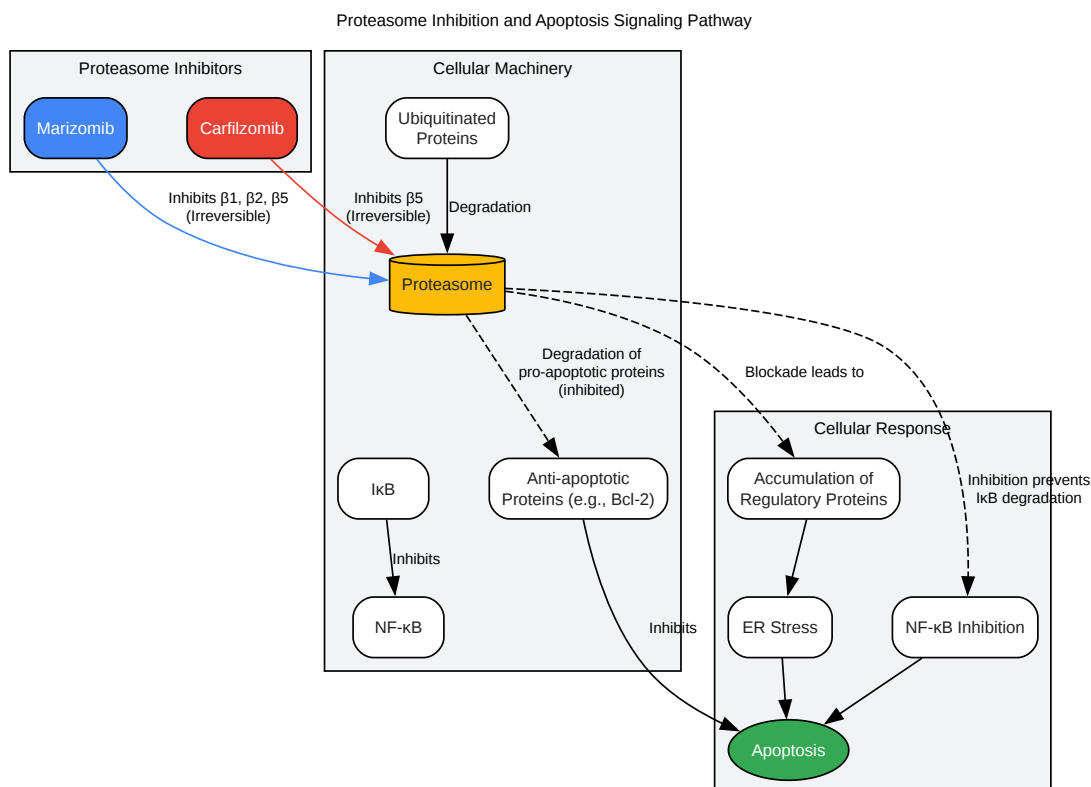 Proteasome Inhibition and Apoptosis Signaling Pathway
Proteasome Inhibitors
Cellular Machinery
Marizomib
Carfilzomib
Ubiquitinated
Proteins
Inhibits β1, β2, β5
(Irreversible)
Inhibits β5
(Irreversible)
Degradation
Proteasome
Degradation of
pro-apoptotic proteins
(inhibited)
Blockade leads to
Cellular Response
IκB
Anti-apoptotic
Proteins (e.g., Bcl-2)
Accumulation of
Regulatory Proteins
Inhibition prevents
IκB degradation
Inhibits
NF-κB
Inhibits
ER Stress
NF-κB Inhibition
Apoptosis